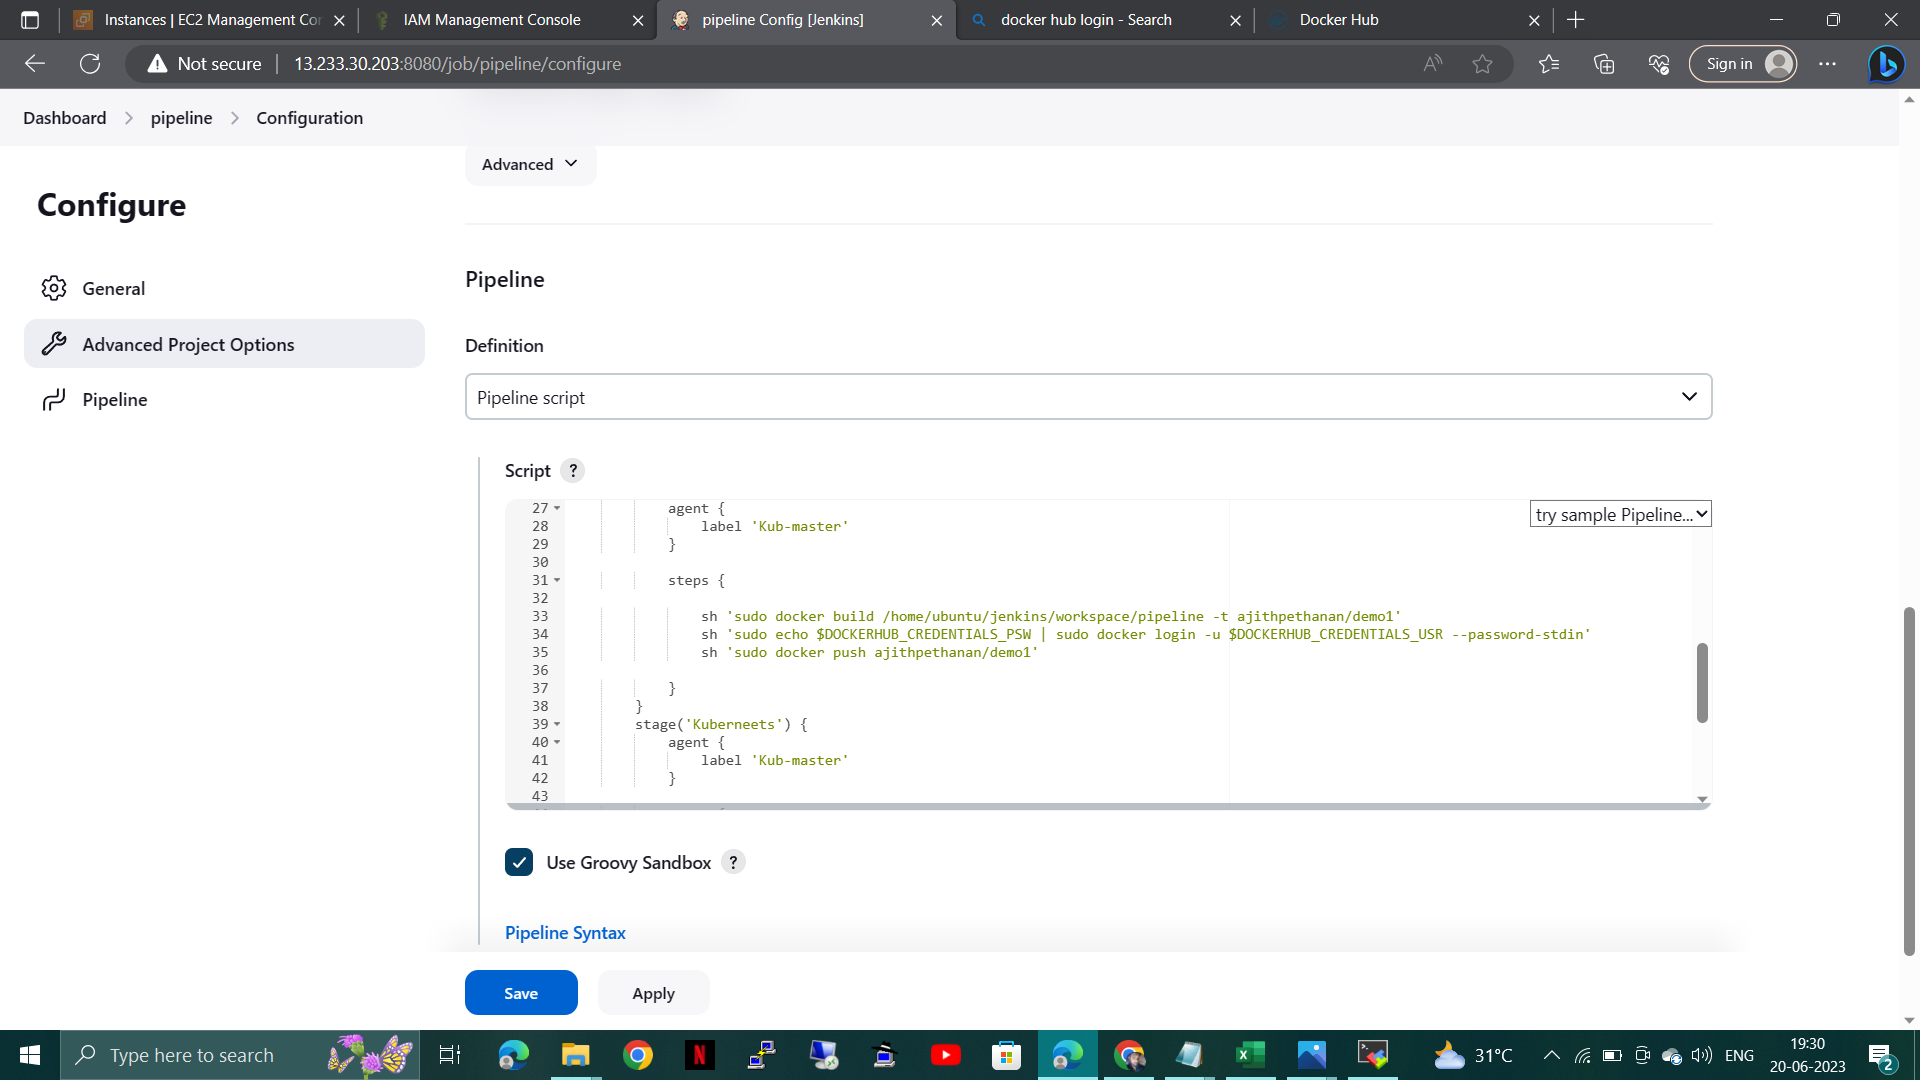 Instances | EC2 Management Cor
IAM Management Console
pipeline Config [Jenkins]
docker hub login - Search
Docker Hub
Not secure
13.233.30.203:8080/job/pipeline/configure
Sign in
Dashboard
pipeline
Configuration
Advanced
Configure
General
Advanced Project Options
Pipeline
Pipeline
Definition
Pipeline script
Script ?
try sample Pipeline...
27 agent {
28 label 'Kub-master'
29 }
30
31 steps {
32
33 sh 'sudo docker build /home/ubuntu/jenkins/workspace/pipeline -t ajithpethanan/demo1'
34 sh 'sudo echo $DOCKERHUB_CREDENTIALS_PSW | sudo docker login -u $DOCKERHUB_CREDENTIALS_USR --password-stdin'
35 sh 'sudo docker push ajithpethanan/demo1'
36
37 }
38 }
39 stage('Kuberneets') {
40 agent {
41 label 'Kub-master'
42 }
43
Use Groovy Sandbox ?
Pipeline Syntax
Save
Apply
Type here to search
31°C
ENG
19:30
20-06-2023
2